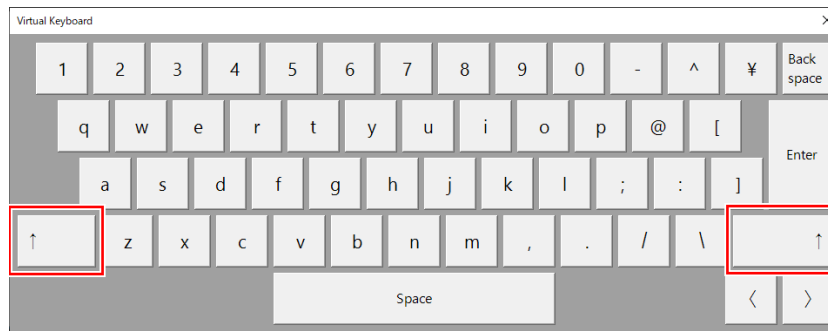 Virtual Keyboard ×
1 2 3 4 5 6 7 8 9 0 - ^ ¥ Back space
q w e r t y u i o p @ [ Enter
a s d f g h j k l ; : ]
↑ z x c v b n m , . / \ ↑
Space 〈 〉